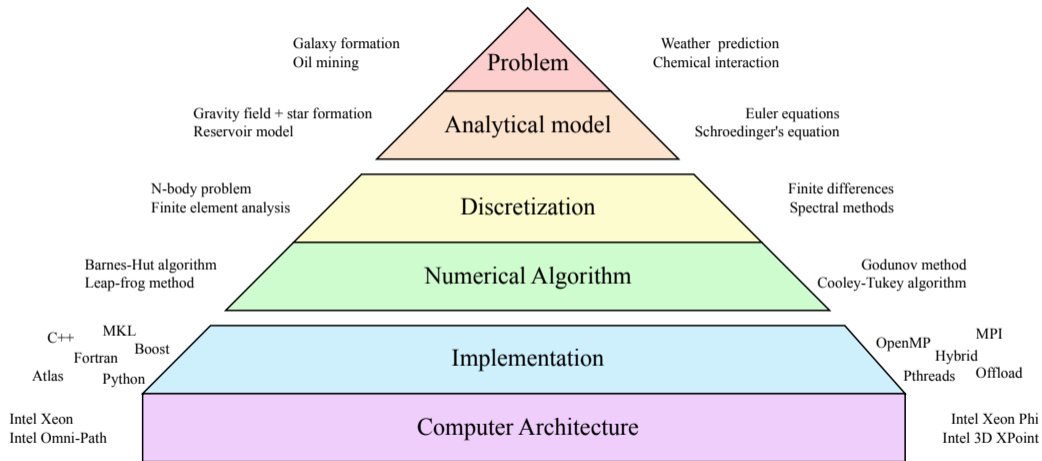 Galaxy formation
Oil mining
Problem
Weather prediction
Chemical interaction
Gravity field + star formation
Reservoir model
Analytical model
Euler equations
Schroedinger's equation
N-body problem
Finite element analysis
Discretization
Finite differences
Spectral methods
Barnes-Hut algorithm
Leap-frog method
Numerical Algorithm
Godunov method
Cooley-Tukey algorithm
C++
MKL
Boost
Fortran
Atlas
Python
Implementation
OpenMP
MPI
Hybrid
Pthreads
Offload
Intel Xeon
Intel Omni-Path
Computer Architecture
Intel Xeon Phi
Intel 3D XPoint